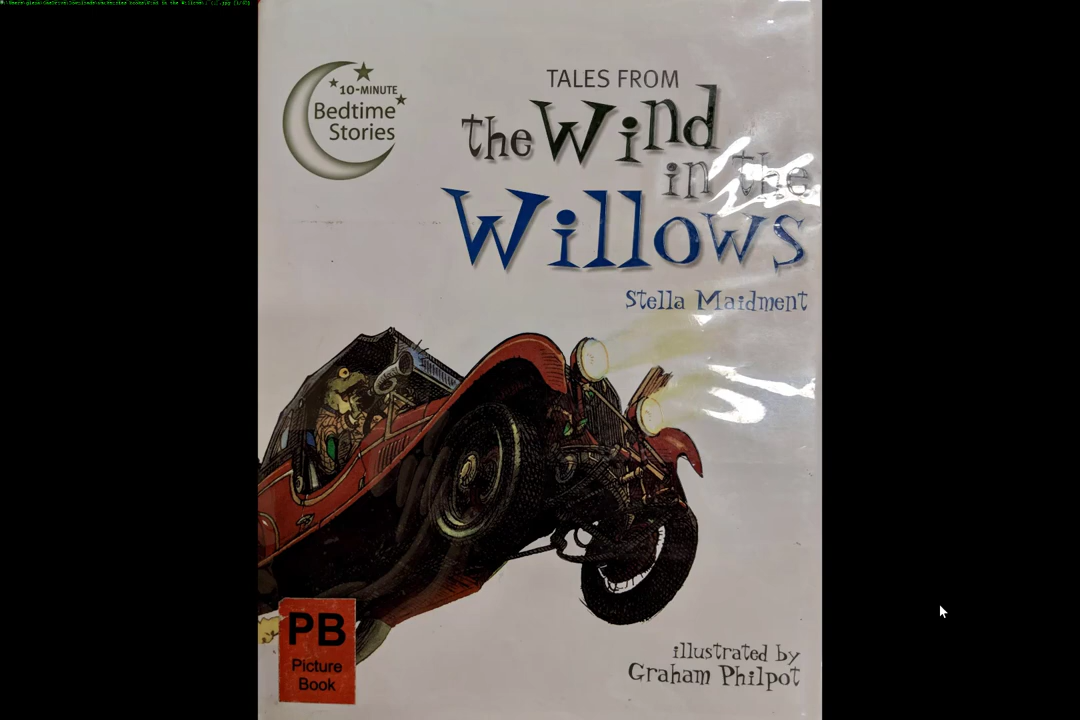 10-MINUTE
Bedtime
Stories
TALES FROM
the Wind
in the
Willows
Stella Maidment
PB
Picture
Book
illustrated by
Graham Philpot